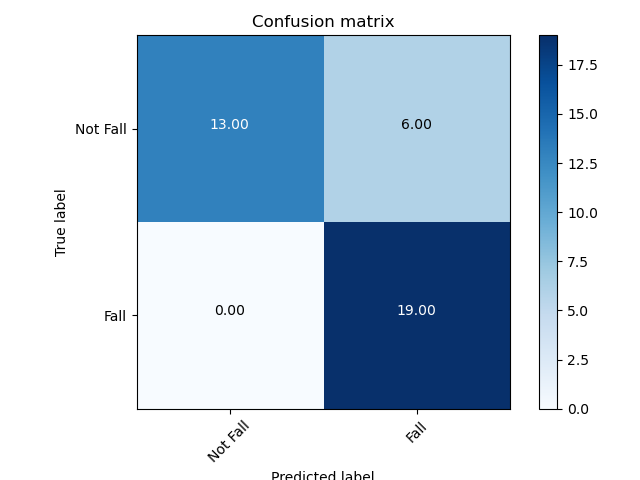 Confusion matrix
Not Fall
13.00
6.00
Fall
0.00
19.00
True label
Not Fall
Fall
Predicted label
17.5
15.0
12.5
10.0
7.5
5.0
2.5
0.0